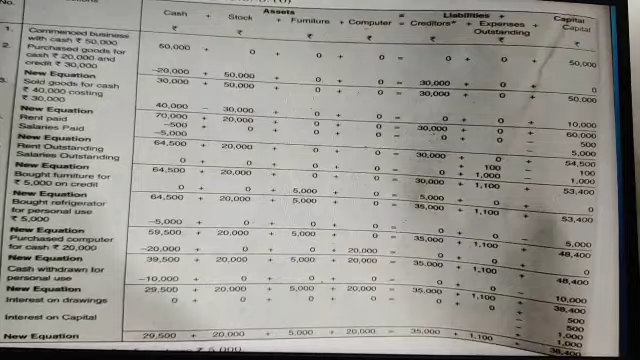 No.
Assets
Liabilities +
Capital
Cash + Stock + Furniture + Computer = Creditors* + Expenses + Capital
Outstanding
₹ ₹ ₹ ₹ ₹ ₹ ₹
1. Commenced business
with cash ₹ 50,000 50,000 + 0 + 0 + 0 = 0 + 0 + 50,000
2. Purchased goods for
cash ₹ 20,000 and
credit ₹ 30,000 –20,000 + 50,000 + 0 + 0 = 30,000 + 0 + 0
New Equation 30,000 + 50,000 + 0 + 0 = 30,000 + 0 + 50,000
3. Sold goods for cash
₹ 40,000 costing
₹ 30,000 40,000 – 30,000 + 0 + 0 = 0 + 0 + 10,000
New Equation 70,000 + 20,000 + 0 + 0 = 30,000 + 0 + 60,000
Rent paid –500 + 0 + 0 + 0 = 0 + 0 – 500
Salaries Paid –5,000 – 5,000
New Equation 64,500 + 20,000 + 0 + 0 = 30,000 + 0 + 54,500
Rent Outstanding + 100 – 100
Salaries Outstanding 0 + 0 + 0 + 0 = 0 + 1,000 – 1,000
New Equation 64,500 + 20,000 + 0 + 0 = 30,000 + 1,100 + 53,400
Bought furniture for
₹ 5,000 on credit 0 + 0 + 5,000 + 0 = 5,000 + 0 + 0
New Equation 64,500 + 20,000 + 5,000 + 0 = 35,000 + 1,100 + 53,400
Bought refrigerator
for personal use
₹ 5,000 –5,000 + 0 + 0 + 0 = 0 + 0 – 5,000
New Equation 59,500 + 20,000 + 5,000 + 0 = 35,000 + 1,100 + 48,400
Purchased computer
for cash ₹ 20,000 –20,000 + 0 + 0 + 20,000 = 0 + 0 + 0
New Equation 39,500 + 20,000 + 5,000 + 20,000 = 35,000 + 1,100 + 48,400
Cash withdrawn for
personal use –10,000 + 0 + 0 + 0 = 0 + 0 – 10,000
New Equation 29,500 + 20,000 + 5,000 + 20,000 = 35,000 + 1,100 + 38,400
Interest on drawings 0 + 0 + 0 + 0 = 0 + 0 + 500
– 500
Interest on Capital + 1,000
– 1,000
New Equation 29,500 + 20,000 + 5,000 + 20,000 = 35,000 + 1,100 + 38,400